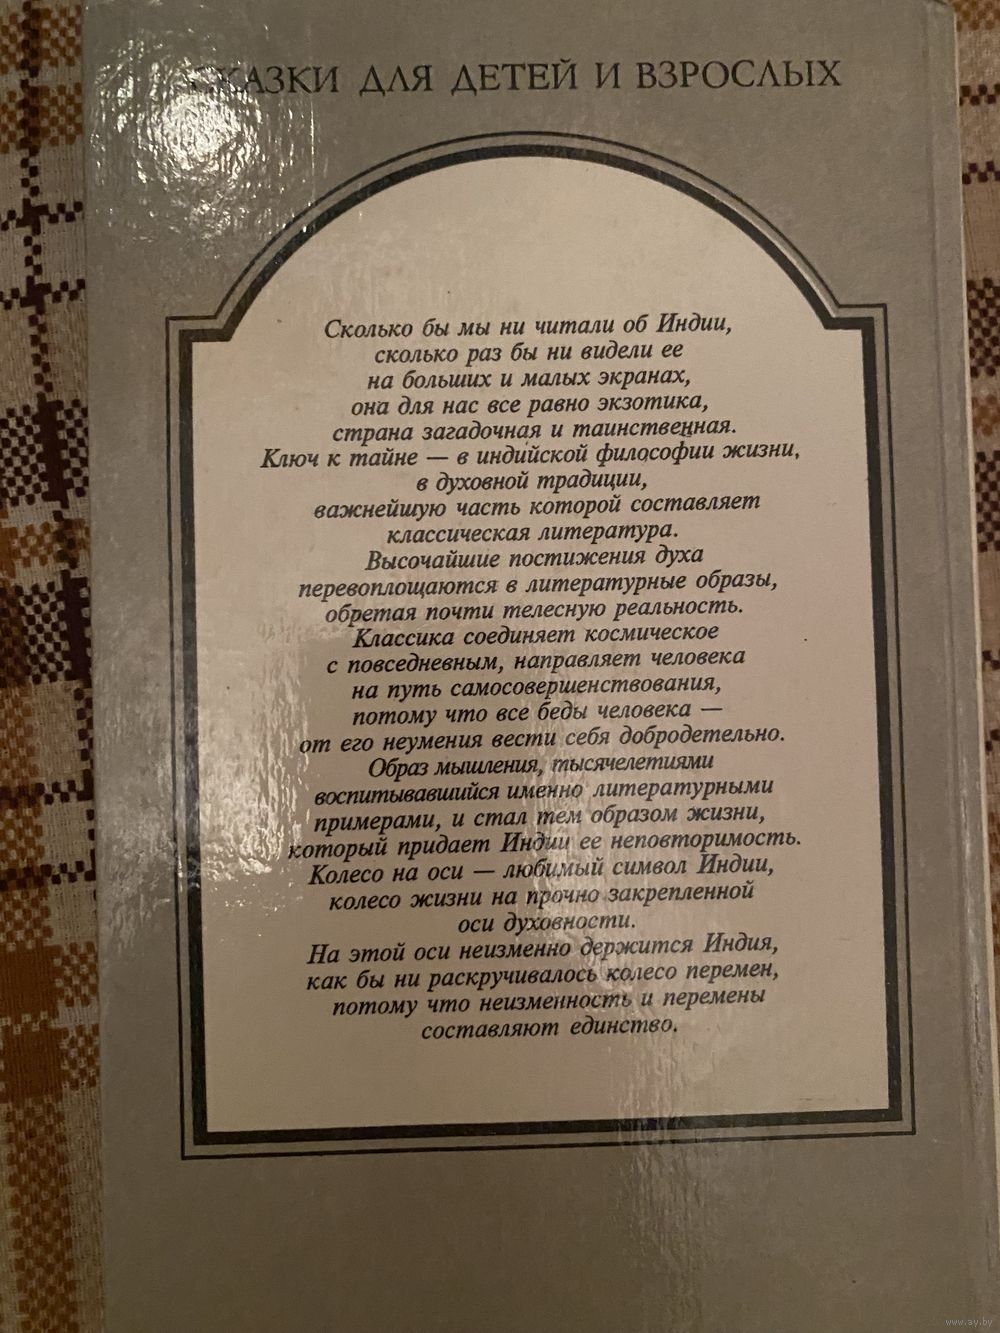 СКАЗКИ ДЛЯ ДЕТЕЙ И ВЗРОСЛЫХ
Сколько бы мы ни читали об Индии,
сколько раз бы ни видели ее
на больших и малых экранах,
она для нас все равно экзотика,
страна загадочная и таинственная.
Ключ к тайне — в индийской философии жизни,
в духовной традиции,
важнейшую часть которой составляет
классическая литература.
Высочайшие постижения духа
перевоплощаются в литературные образы,
обретая почти телесную реальность.
Классика соединяет космическое
с повседневным, направляет человека
на путь самосовершенствования,
потому что все беды человека —
от его неумения вести себя добродетельно.
Образ мышления, тысячелетиями
воспитывавшийся именно литературными
примерами, и стал тем образом жизни,
который придает Индии ее неповторимость.
Колесо на оси — любимый символ Индии,
колесо жизни на прочно закрепленной
оси духовности.
На этой оси неизменно держится Индия,
как бы ни раскручивалось колесо перемен,
потому что неизменность и перемены
составляют единство.
www.ay.by